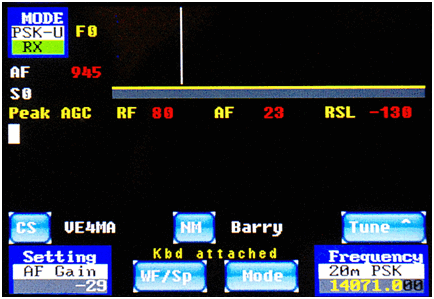 MODE
PSK-U F0
RX
AF 945
S0
Peak AGC RF 80 AF 23 RSL -130
CS VE4MA NM Barry Tune ^
Kbd attached
Setting
AF Gain
-29
WF/Sp Mode
Frequency
20m PSK
14071.000